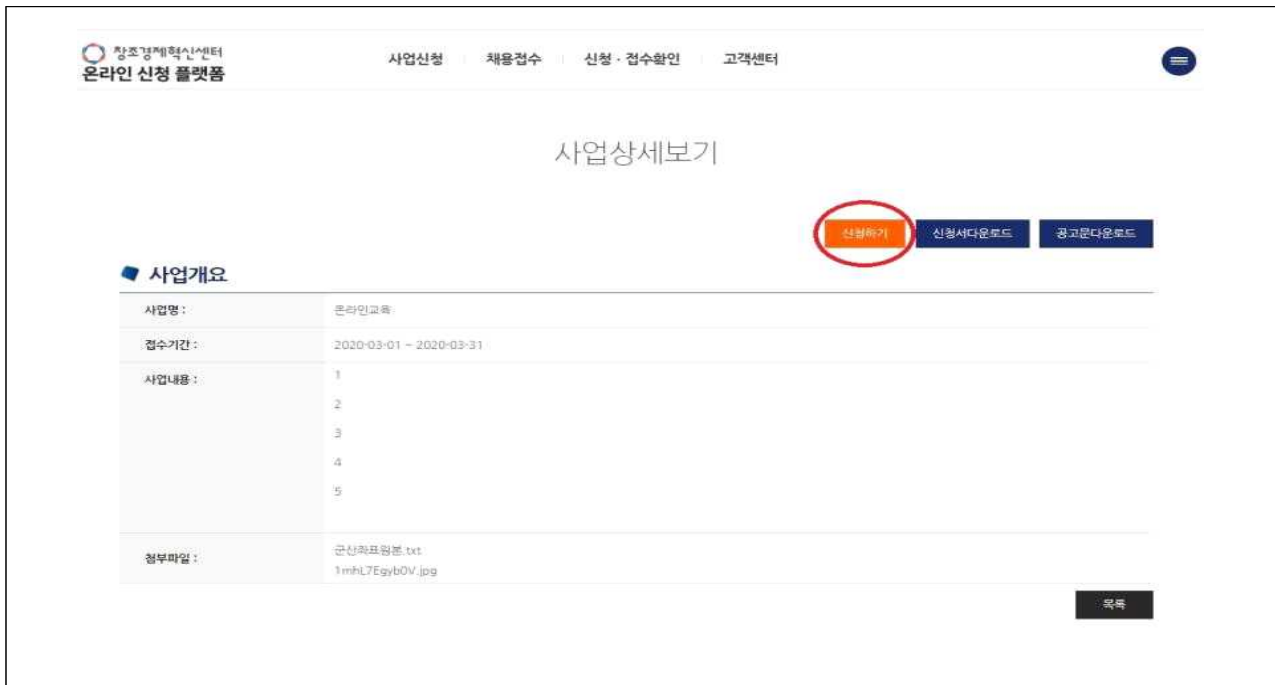 창조경제혁신센터
온라인 신청 플랫폼
사업신청 채용접수 신청 · 접수확인 고객센터
사업상세보기
신청하기 신청서다운로드 공고문다운로드
사업개요
사업명 : 온라인교육
접수기간 : 2020-03-01 ~ 2020-03-31
사업내용 : 1
2
3
4
5
첨부파일 : 군산좌표원본.txt
1mhL7Egyb0V.jpg
목록